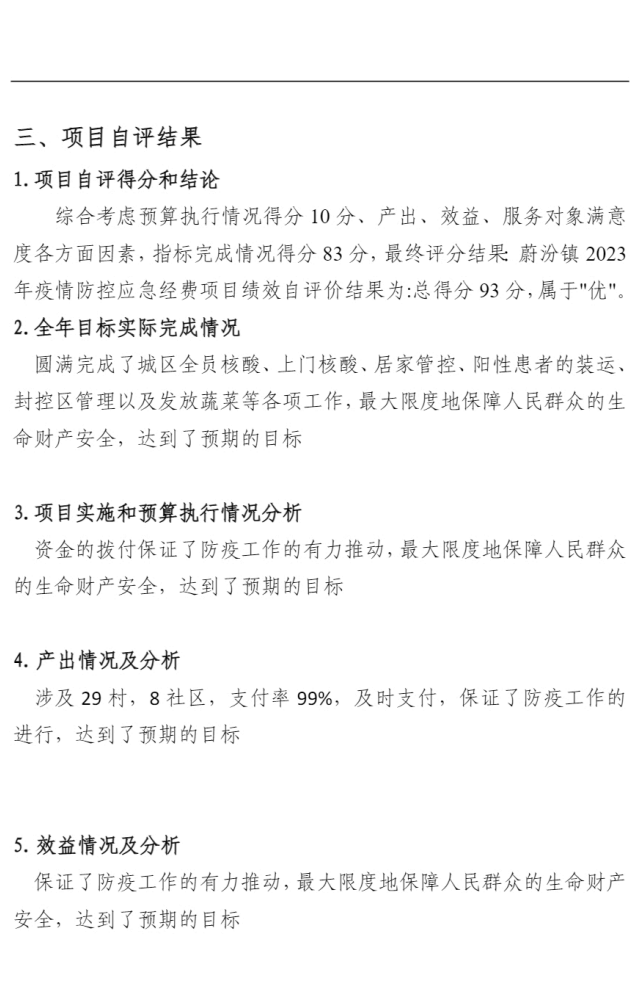 三、项目自评结果
1.项目自评得分和结论
综合考虑预算执行情况得分 10 分、产出、效益、服务对象满意
度各方面因素，指标完成情况得分 83 分，最终评分结果: 蔚汾镇 2023
年疫情防控应急经费项目绩效自评价结果为:总得分 93 分，属于"优"。
2.全年目标实际完成情况
圆满完成了城区全员核酸、上门核酸、居家管控、阳性患者的装运、
封控区管理以及发放蔬菜等各项工作，最大限度地保障人民群众的生
命财产安全，达到了预期的目标
3.项目实施和预算执行情况分析
资金的拨付保证了防疫工作的有力推动，最大限度地保障人民群众
的生命财产安全，达到了预期的目标
4. 产出情况及分析
涉及 29 村，8 社区，支付率 99%，及时支付，保证了防疫工作的
进行，达到了预期的目标
5. 效益情况及分析
保证了防疫工作的有力推动，最大限度地保障人民群众的生命财产
安全，达到了预期的目标